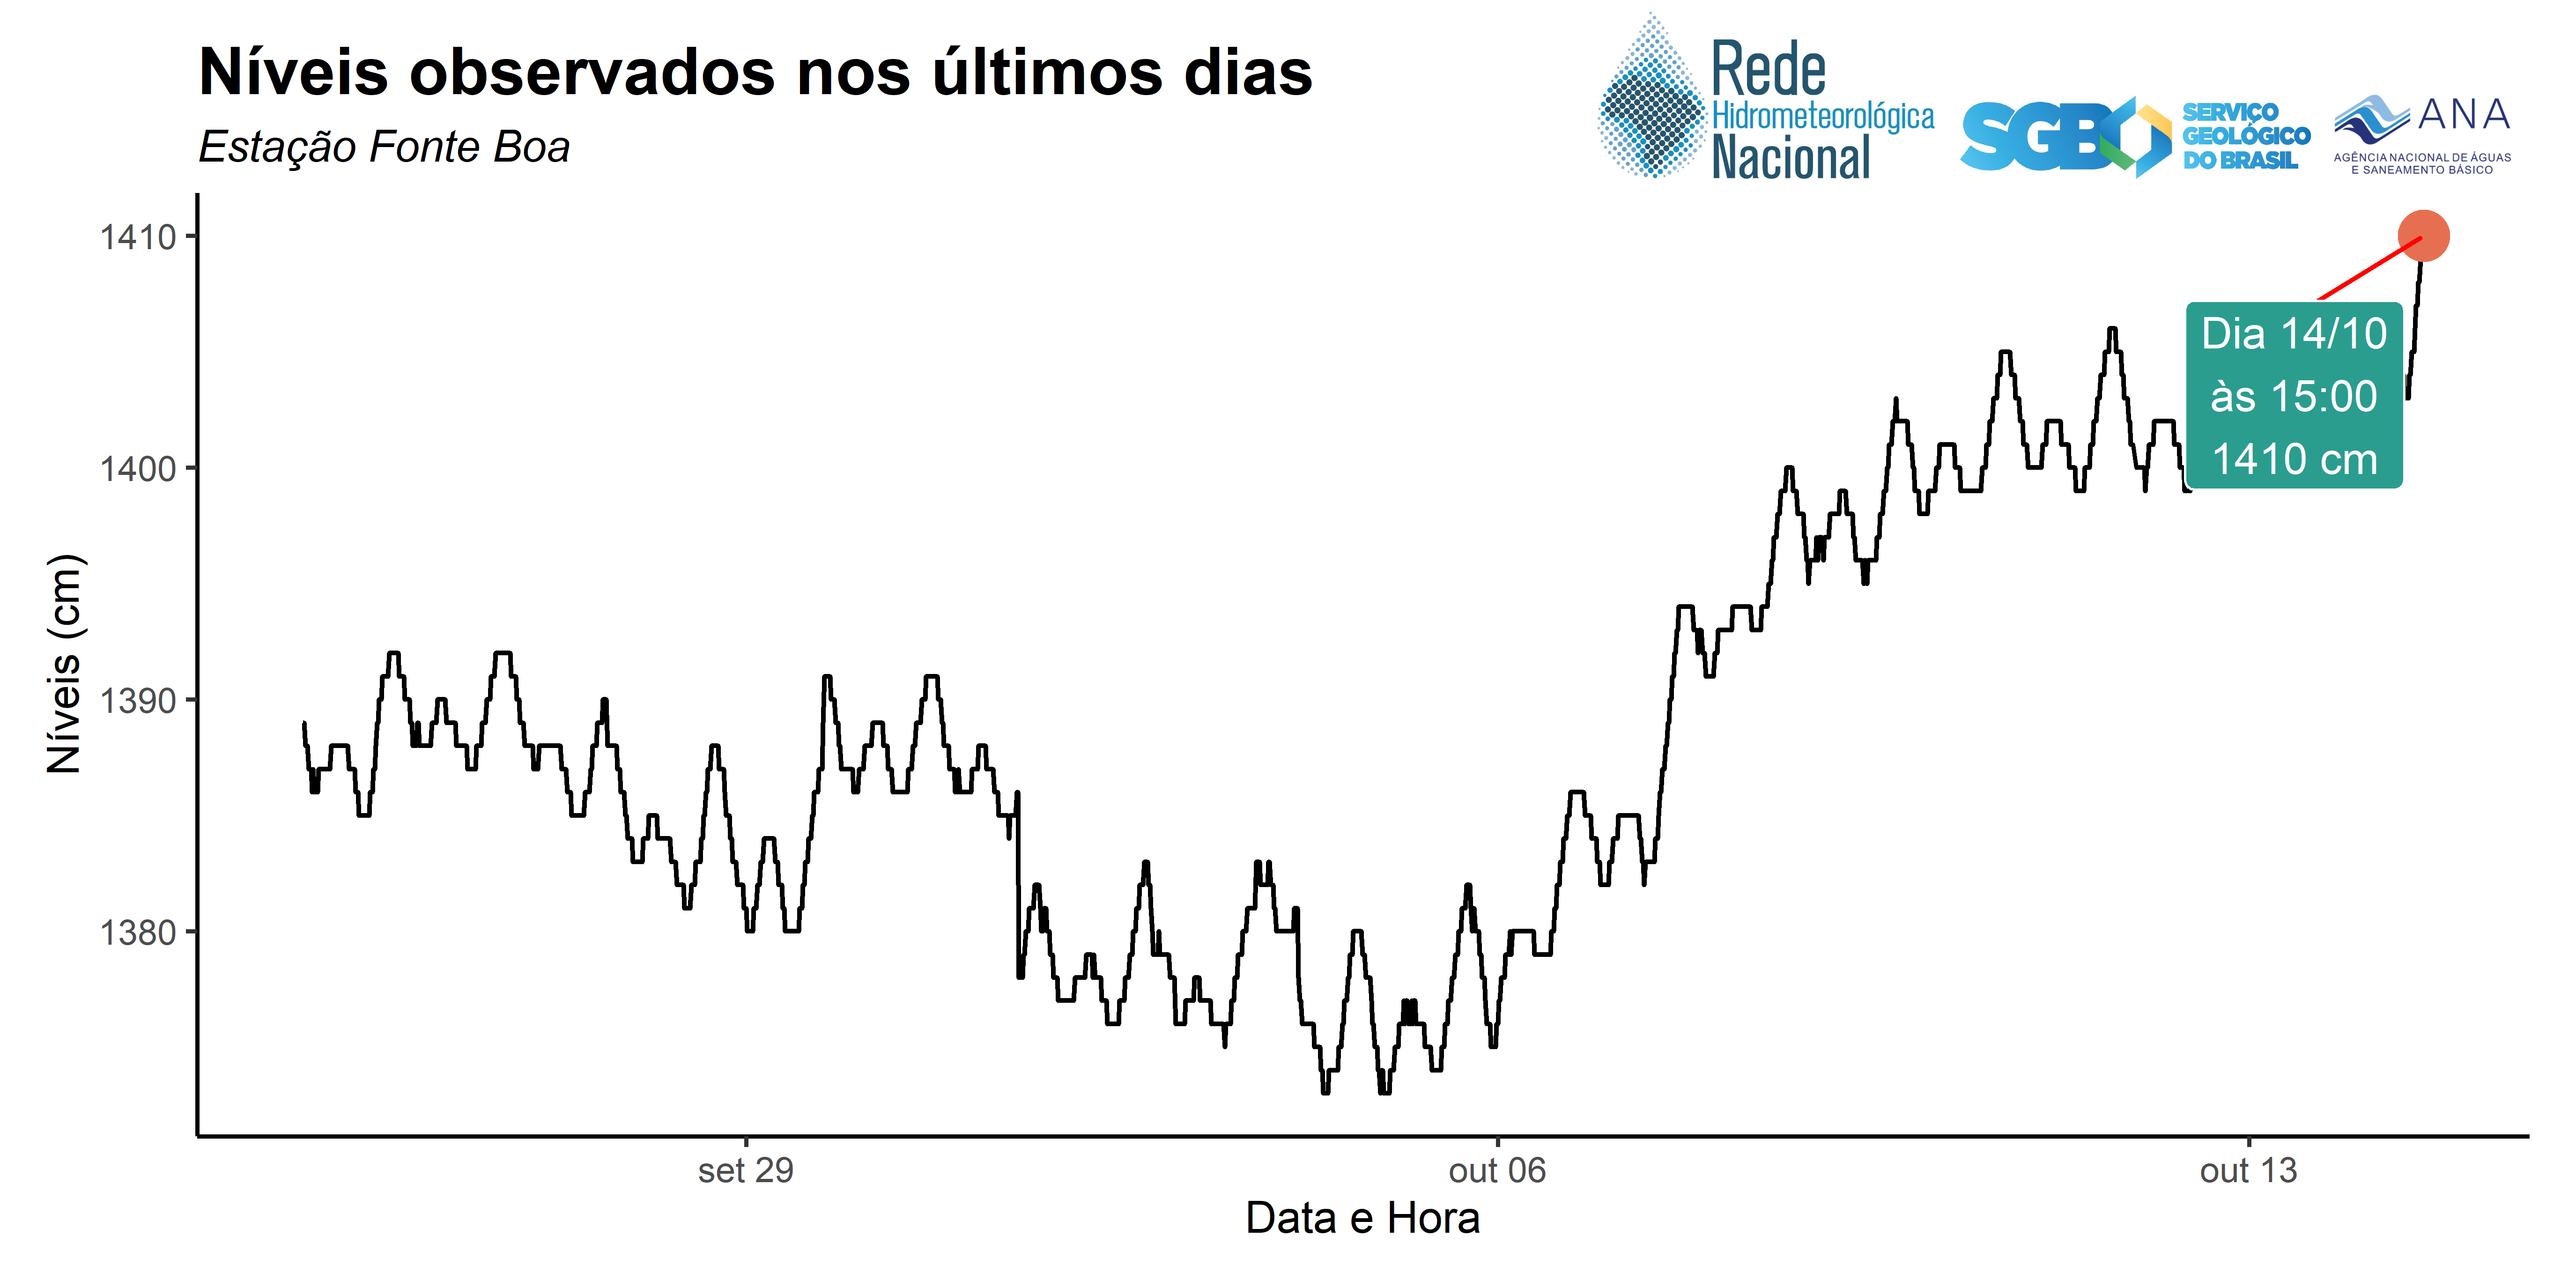 Níveis observados nos últimos dias
Estação Fonte Boa
Rede
Hidrometeorológica
Nacional
SGB
SERVIÇO
GEOLÓGICO
DO BRASIL
ANA
AGÊNCIA NACIONAL DE ÁGUAS
E SANEAMENTO BÁSICO
1410
1400
1390
1380
Níveis (cm)
Dia 14/10
às 15:00
1410 cm
set 29
out 06
out 13
Data e Hora